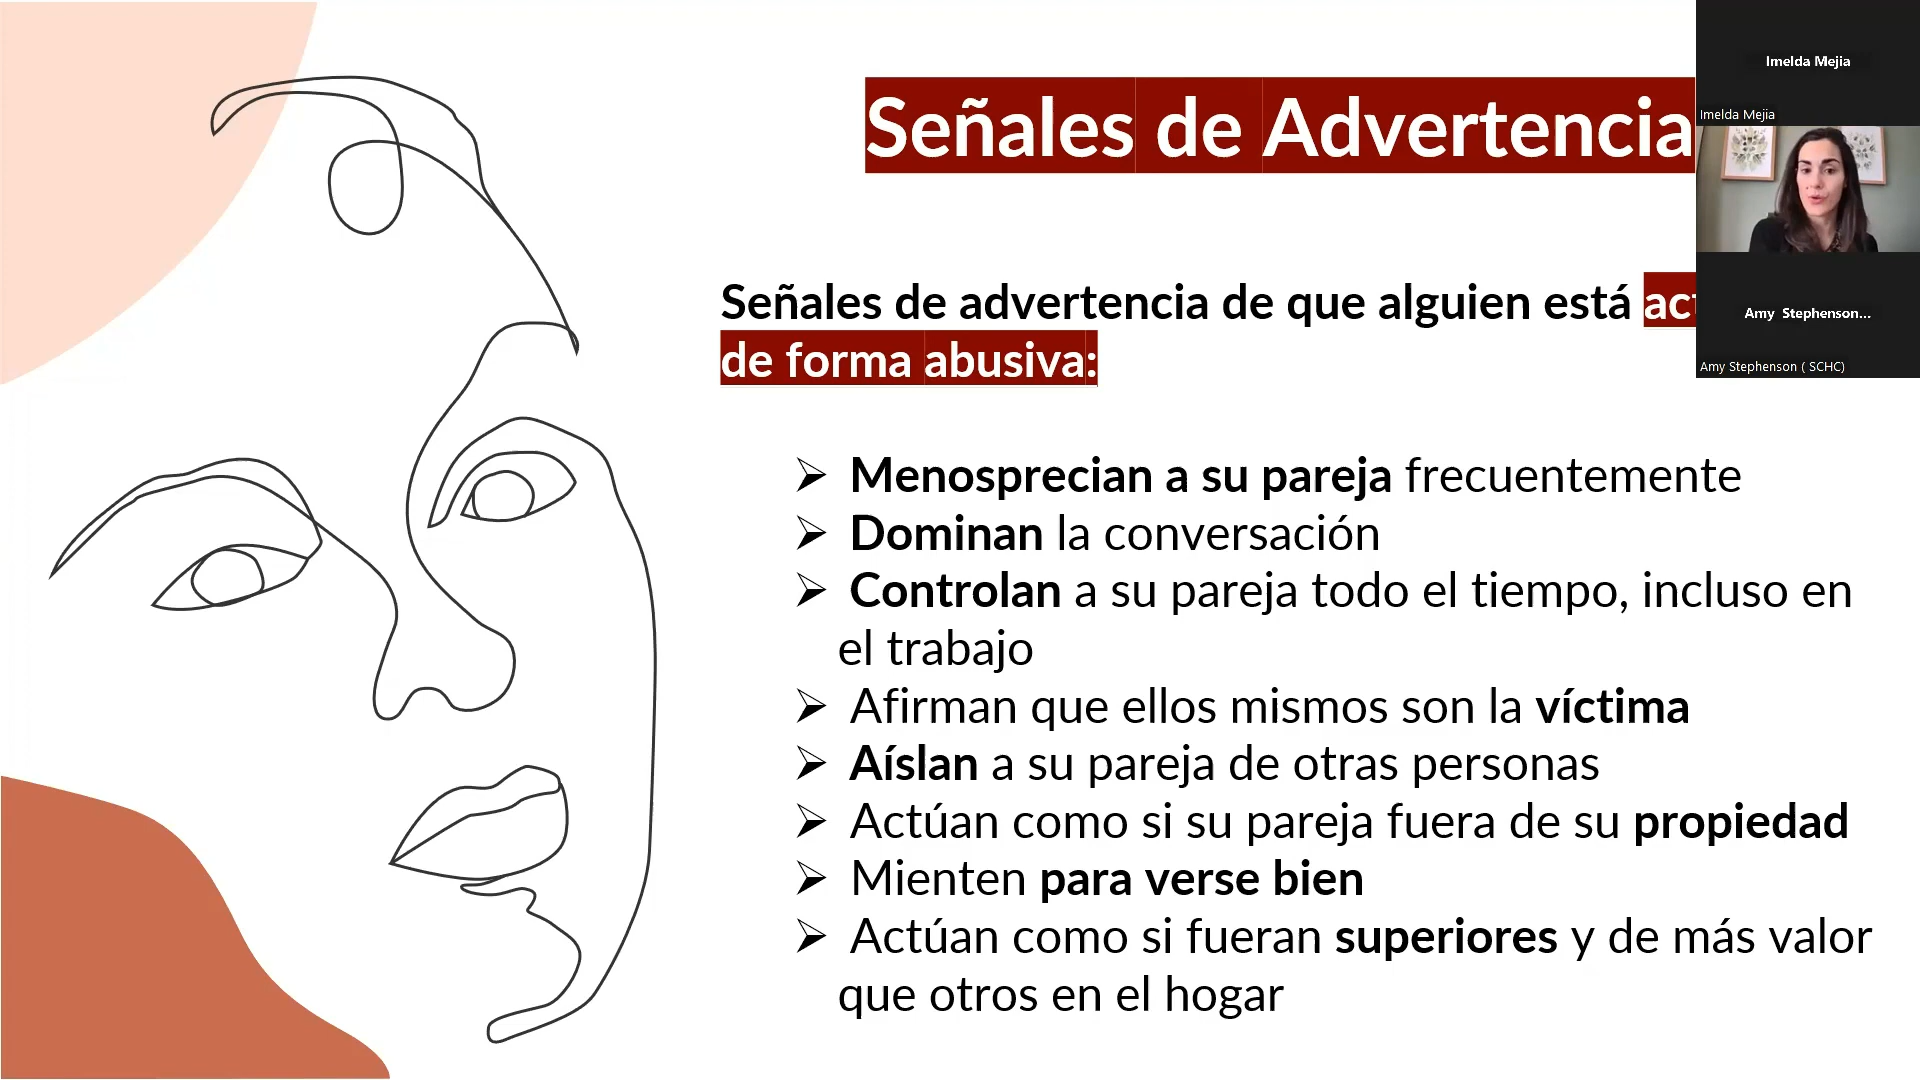 Señales de Advertencia
Señales de advertencia de que alguien está
de forma abusiva:
➢ Menosprecian a su pareja frecuentemente
➢ Dominan la conversación
➢ Controlan a su pareja todo el tiempo, incluso en
el trabajo
➢ Afirman que ellos mismos son la víctima
➢ Aíslan a su pareja de otras personas
➢ Actúan como si su pareja fuera de su propiedad
➢ Mienten para verse bien
➢ Actúan como si fueran superiores y de más valor
que otros en el hogar
Imelda Mejia
Imelda Mejia
Amy Stephenson...
Amy Stephenson ( SCHC)